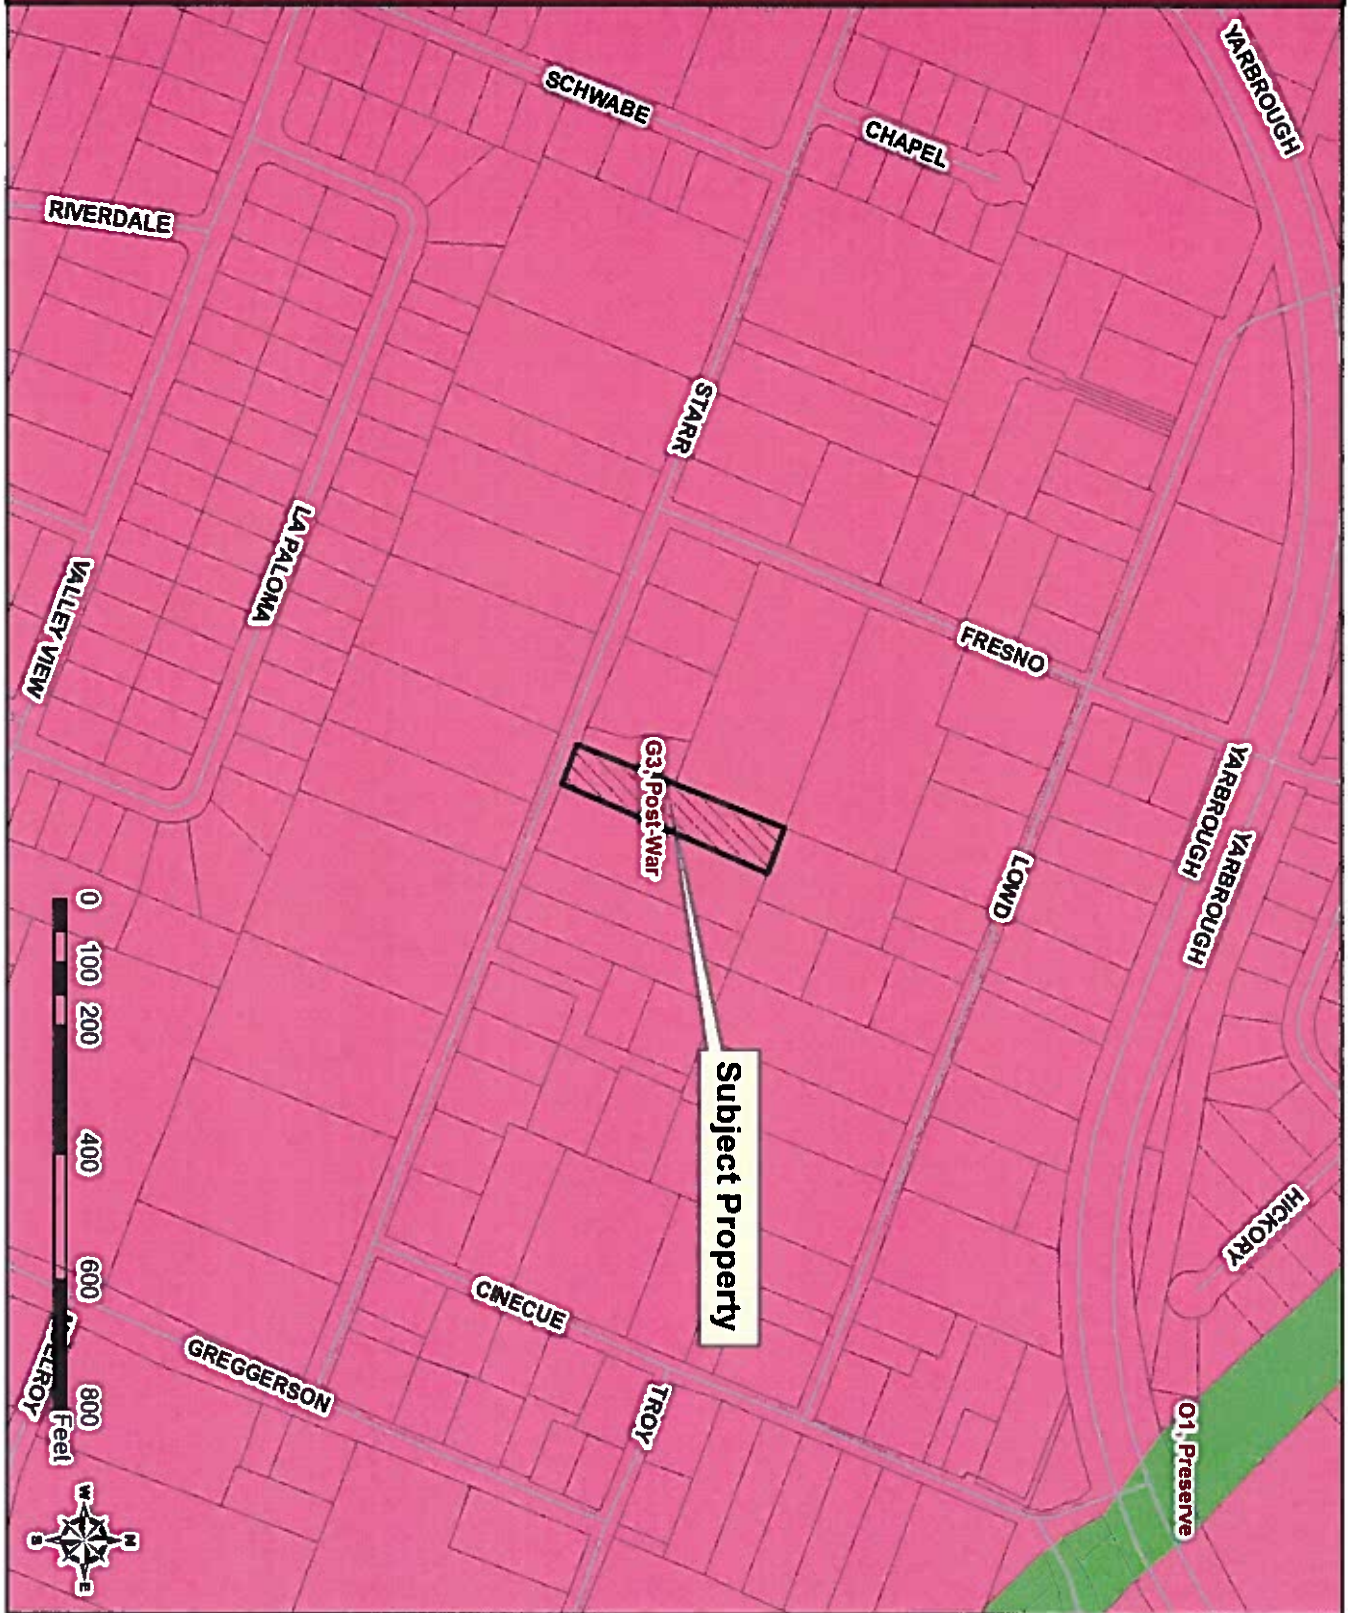 YARBROUGH
HICKORY
YARBROUGH
YARBROUGH
O1, Preserve
LOWD
FRESNO
CHAPEL
Subject Property
STARR
G3, Post-War
TROY
SCHWABE
CINECUE
LA PALOMA
GREGGERSON
RIVERDALE
VALLEY VIEW
0 100 200 400 600 800
Feet
N
W E
S